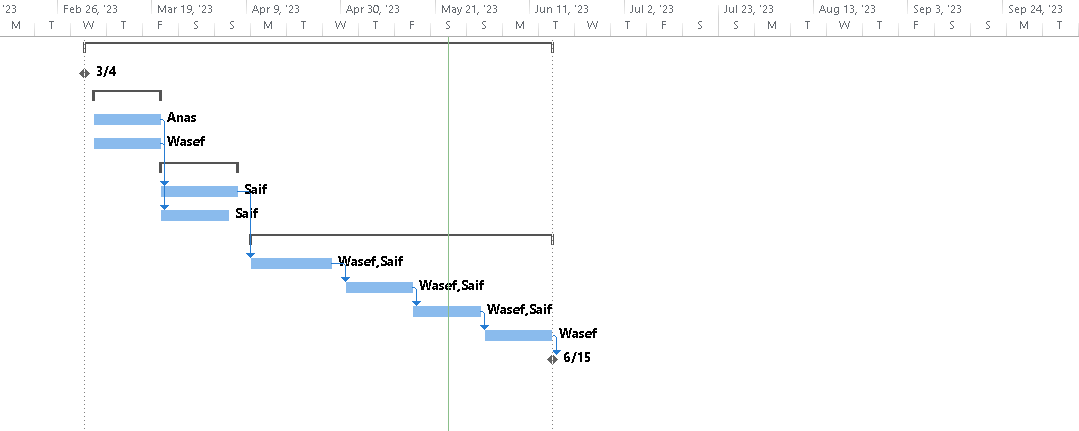 '23 Feb 26, '23 Mar 19, '23 Apr 9, '23 Apr 30, '23 May 21, '23 Jun 11, '23 Jul 2, '23 Jul 23, '23 Aug 13, '23 Sep 3, '23 Sep 24, '23
M T W T F S S M T W T F S S M T W T F S S M T
3/4
Anas
Wasef
Saif
Saif
Wasef,Saif
Wasef,Saif
Wasef,Saif
Wasef
6/15